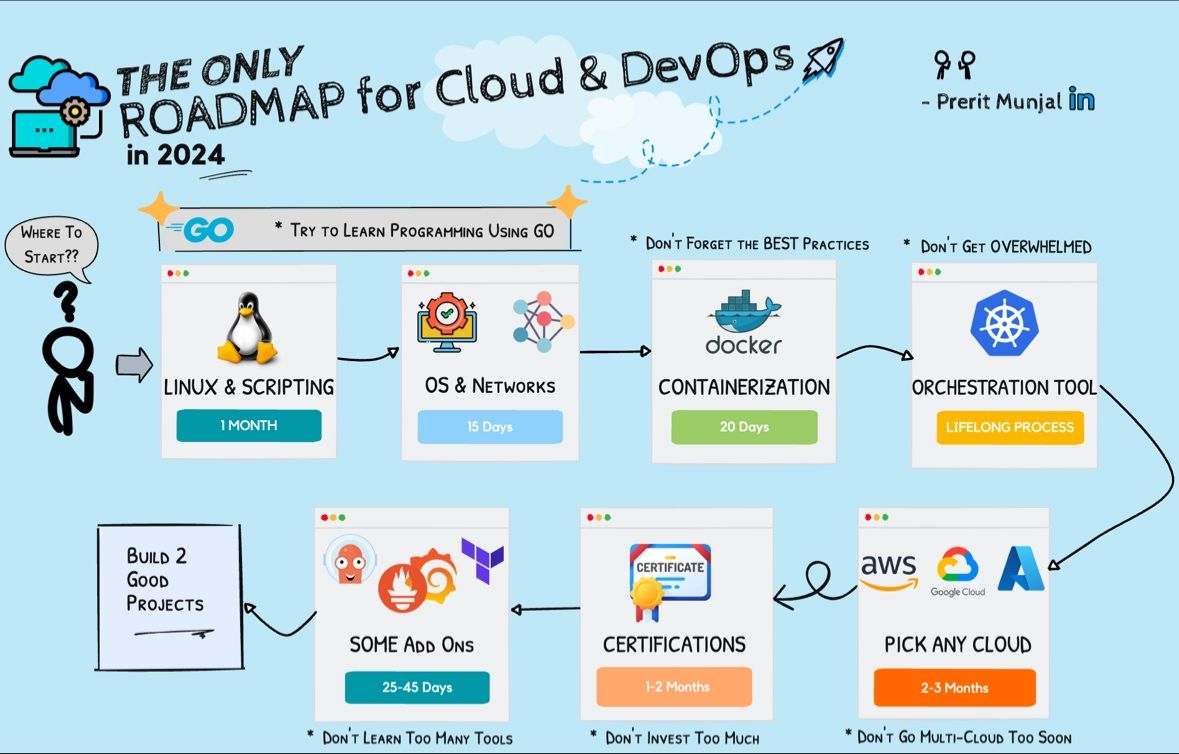 THE ONLY
ROADMAP for Cloud & DevOps
in 2024
- Prerit Munjal in
Where To
Start??
?
GO * Try to Learn Programming Using GO
* Don't Forget the BEST Practices
* Don't Get OVERWHELMED
LINUX & SCRIPTING
1 MONTH
OS & Networks
15 Days
docker
CONTAINERIZATION
20 Days
ORCHESTRATION TOOL
LIFELONG PROCESS
Build 2
Good
Projects
SOME Add Ons
25-45 Days
* Don't Learn Too Many Tools
CERTIFICATE
CERTIFICATIONS
1-2 Months
* Don't Invest Too Much
aws
Google Cloud
PICK ANY CLOUD
2-3 Months
* Don't Go Multi-Cloud Too Soon